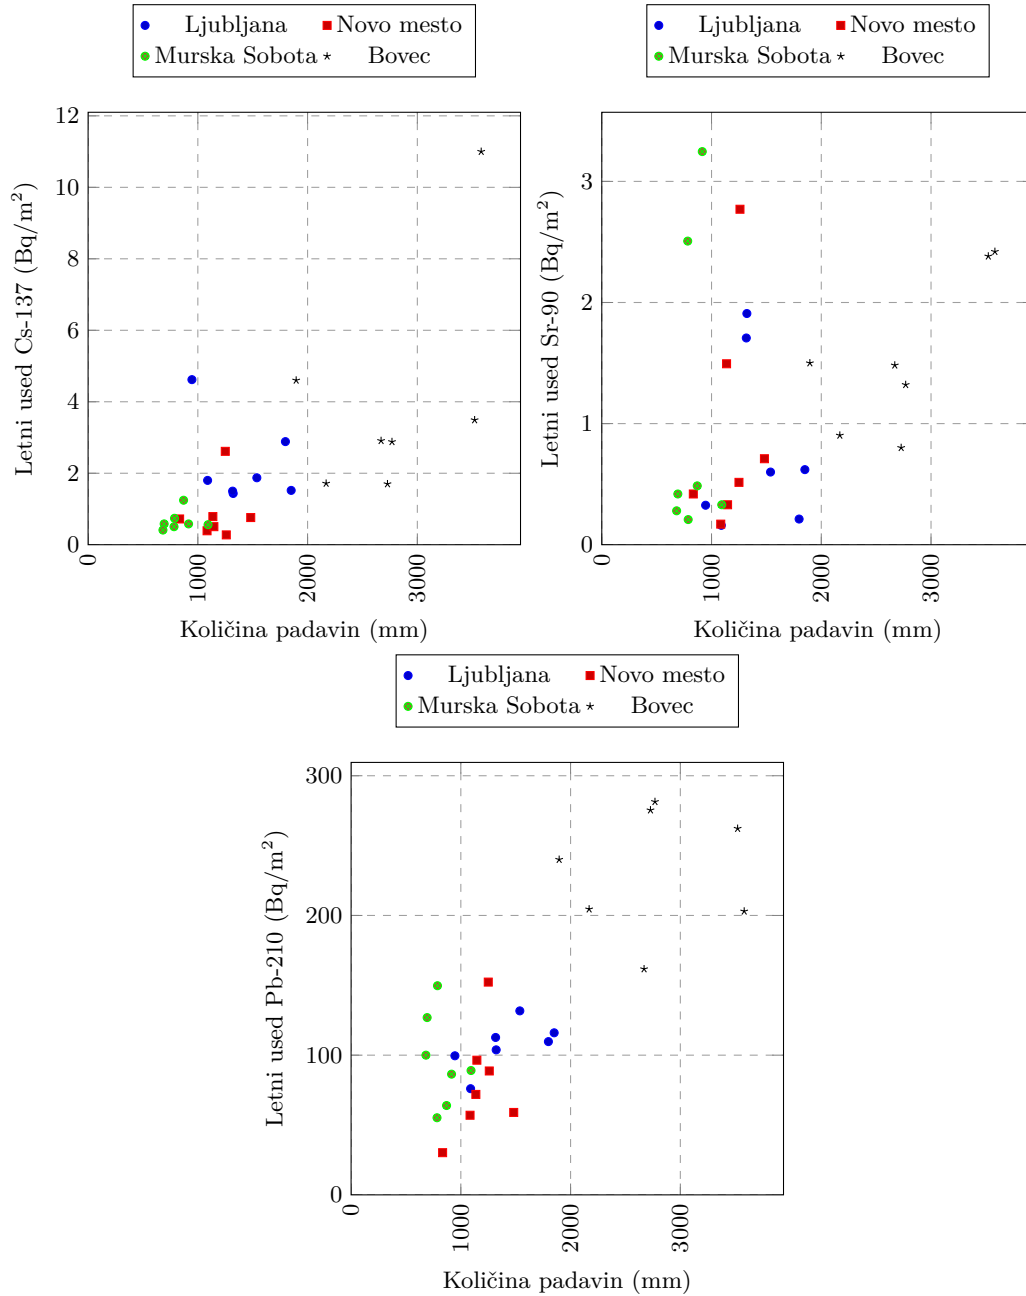 Ljubljana Novo mesto
Murska Sobota Bovec
12
10
8
6
4
2
0
0 1000 2000 3000
Letni used Cs-137 (Bq/m²)
Količina padavin (mm)
Ljubljana Novo mesto
Murska Sobota Bovec
3
2
1
0
0 1000 2000 3000
Letni used Sr-90 (Bq/m²)
Količina padavin (mm)
Ljubljana Novo mesto
Murska Sobota Bovec
300
200
100
0
0 1000 2000 3000
Letni used Pb-210 (Bq/m²)
Količina padavin (mm)